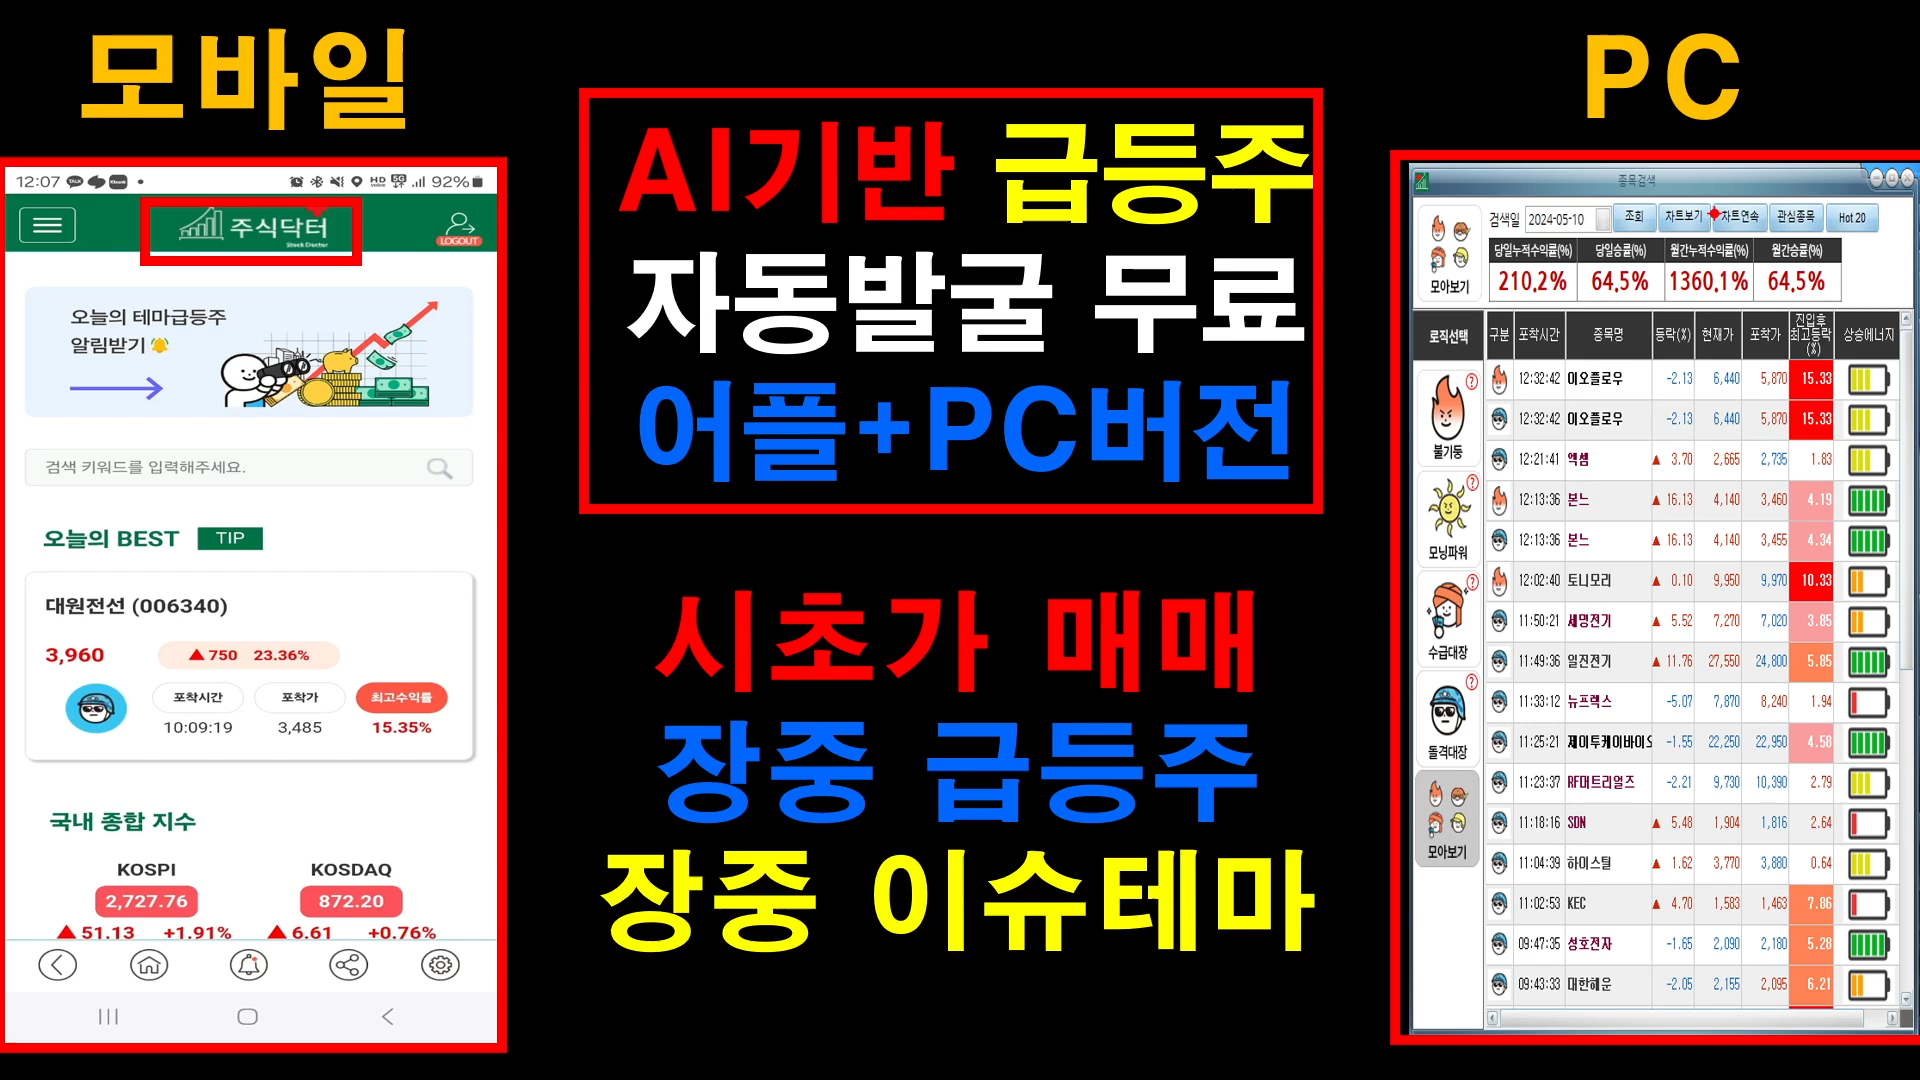 모바일
PC
AI기반 급등주
자동발굴 무료
어플+PC버전
시초가 매매
장중 급등주
장중 이슈테마
12:07 TALK Kbank HD VOICE 5G 92%
주식닥터
Stock Doctor
LOGOUT
오늘의 테마급등주
알림받기
검색 키워드를 입력해주세요.
오늘의 BEST TIP
대원전선 (006340)
3,960 ▲ 750 23.36%
포착시간 포착가 최고수익률
10:09:19 3,485 15.35%
국내 종합 지수
KOSPI KOSDAQ
2,727.76 872.20
▲ 51.13 +1.91% ▲ 6.61 +0.76%
종목검색
검색일 2024-05-10 조회 차트보기 차트연속 관심종목 Hot 20
모아보기
당일누적수익률(%) 당일승률(%) 월간누적수익률(%) 월간승률(%)
210,2% 64,5% 1360,1% 64,5%
로직선택
불기둥
모닝파워
수급대장
돌격대장
모아보기
구분 포착시간 종목명 등락(%) 현재가 포착가 진입후 최고등락 (%) 상승에너지
12:32:42 이오플로우 -2.13 6,440 5,870 15.33
12:32:42 이오플로우 -2.13 6,440 5,870 15.33
12:21:41 엑셈 ▲ 3.70 2,665 2,735 1.83
12:13:36 본느 ▲ 16.13 4,140 3,460 4.19
12:13:36 본느 ▲ 16.13 4,140 3,455 4.34
12:02:40 토니모리 ▲ 0.10 9,950 9,970 10.33
11:50:21 세명전기 ▲ 5.52 7,270 7,020 3.85
11:49:36 일진전기 ▲ 11.76 27,550 24,800 5.85
11:33:12 뉴프렉스 -5.07 7,870 8,240 1.94
11:25:21 제이투케이바이오 -1.55 22,250 22,950 4.58
11:23:37 RF머트리얼즈 -2.21 9,730 10,390 2.79
11:18:16 SDN ▲ 5.48 1,904 1,816 2.64
11:04:39 하이스틸 ▲ 1.62 3,770 3,880 0.64
11:02:53 KEC ▲ 4.70 1,583 1,463 7.86
09:47:35 성호전자 -1.65 2,090 2,180 5.28
09:43:33 대한해운 -2.05 2,155 2,095 6.21